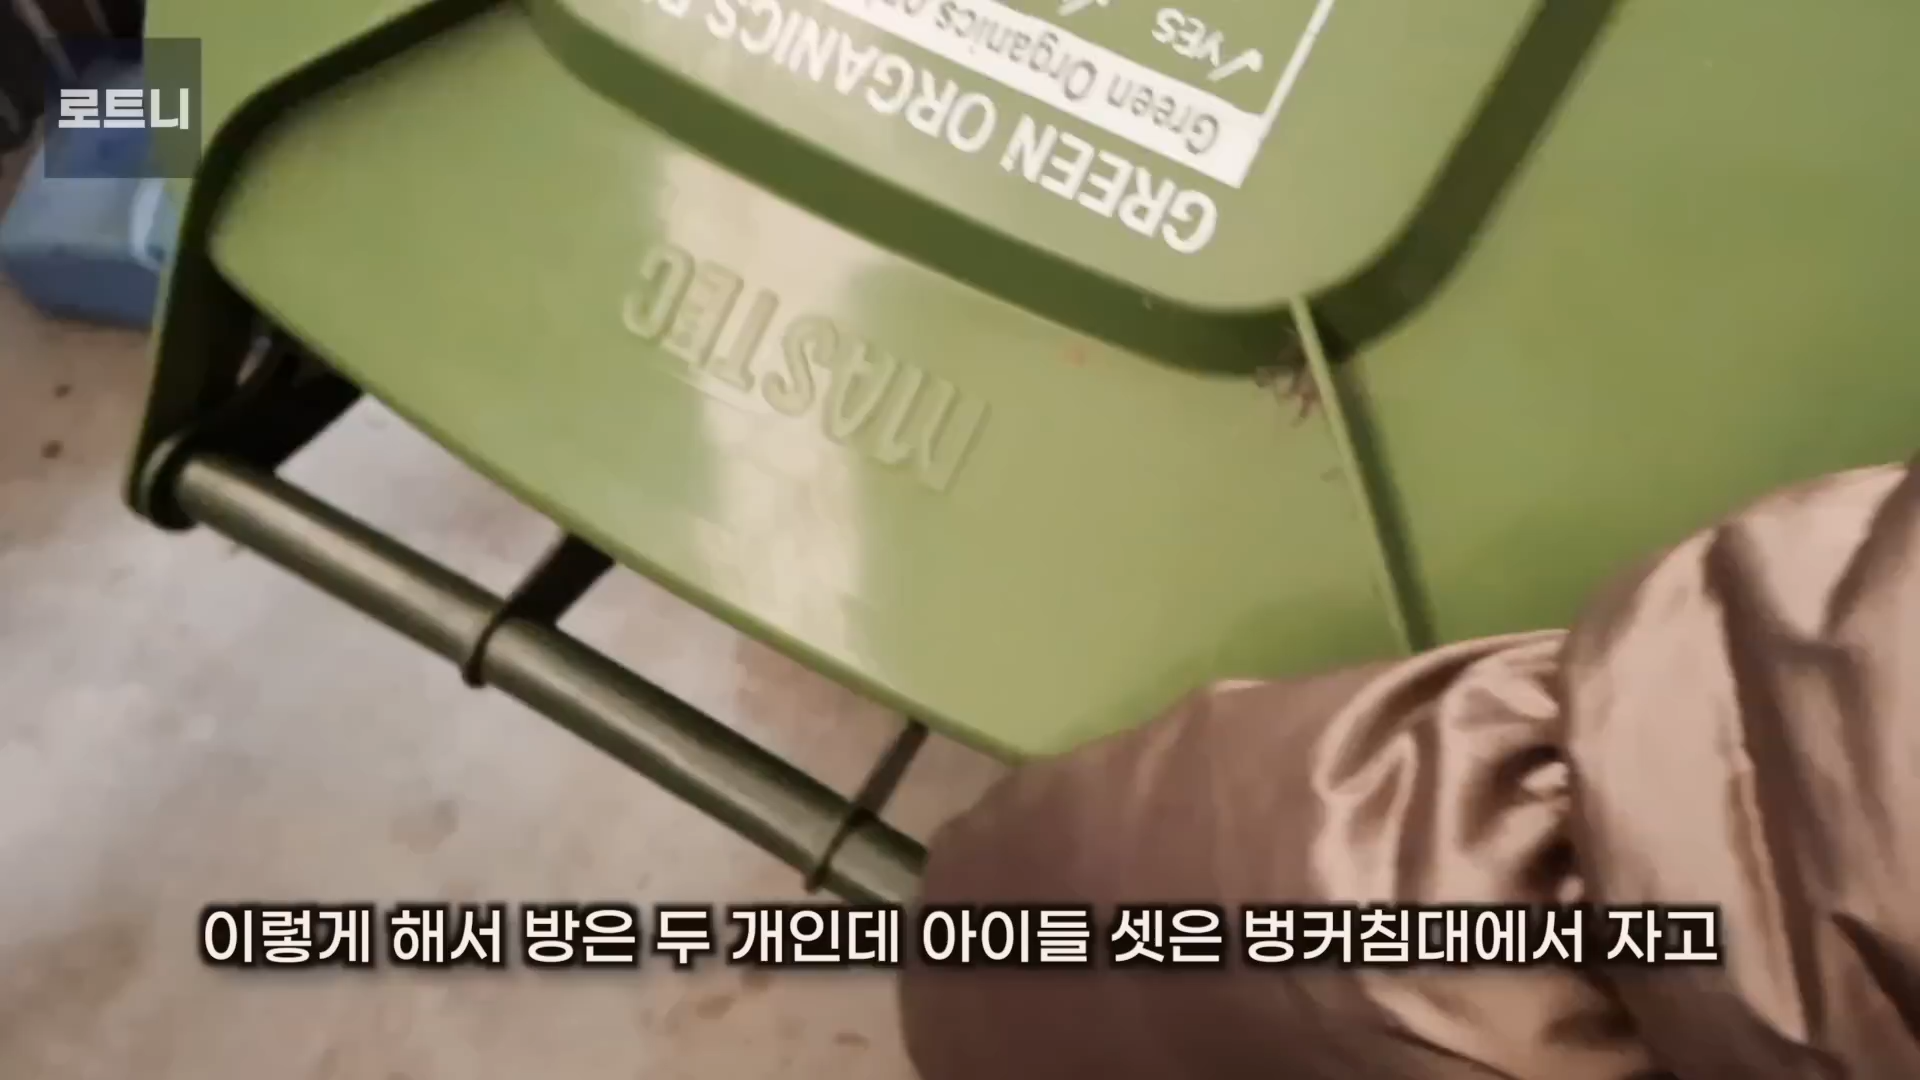 로트니
✓YES
Green Organics
GREEN ORGANICS
MASTEC
이렇게 해서 방은 두 개인데 아이들 셋은 벙커침대에서 자고